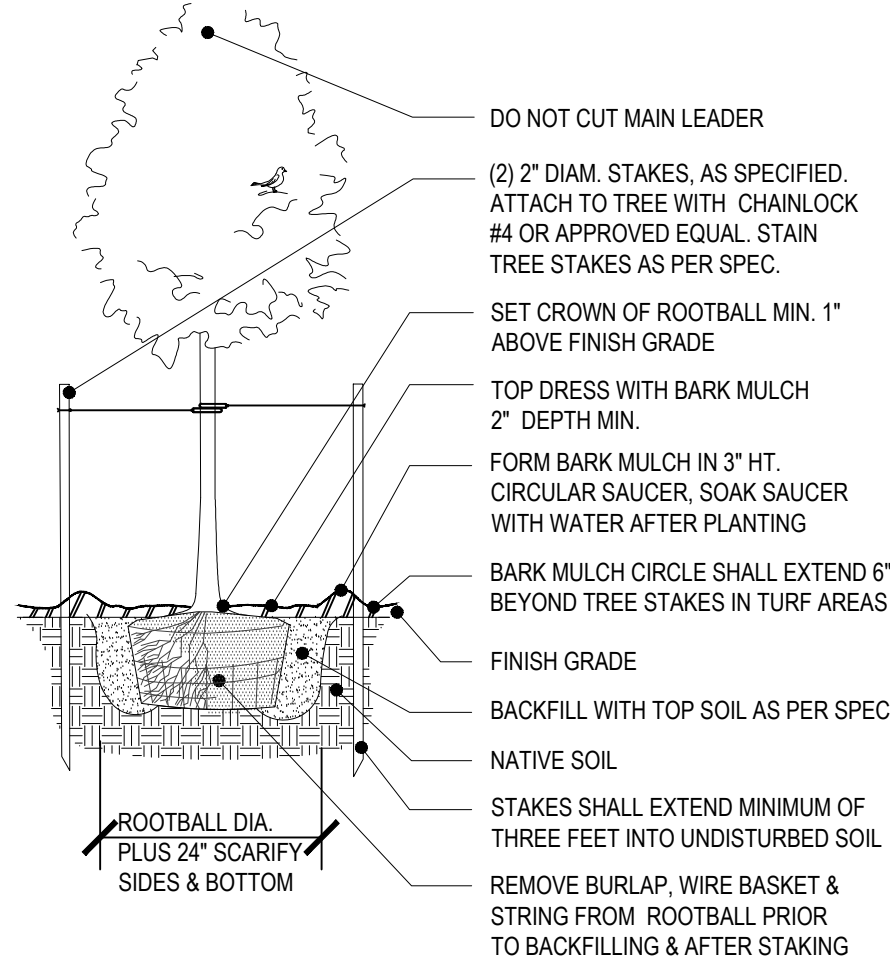 DO NOT CUT MAIN LEADER
(2) 2" DIAM. STAKES, AS SPECIFIED.
ATTACH TO TREE WITH CHAINLOCK
#4 OR APPROVED EQUAL. STAIN
TREE STAKES AS PER SPEC.
SET CROWN OF ROOTBALL MIN. 1"
ABOVE FINISH GRADE
TOP DRESS WITH BARK MULCH
2" DEPTH MIN.
FORM BARK MULCH IN 3" HT.
CIRCULAR SAUCER, SOAK SAUCER
WITH WATER AFTER PLANTING
BARK MULCH CIRCLE SHALL EXTEND 6"
BEYOND TREE STAKES IN TURF AREAS
FINISH GRADE
BACKFILL WITH TOP SOIL AS PER SPEC
NATIVE SOIL
STAKES SHALL EXTEND MINIMUM OF
THREE FEET INTO UNDISTURBED SOIL
REMOVE BURLAP, WIRE BASKET &
STRING FROM ROOTBALL PRIOR
TO BACKFILLING & AFTER STAKING
ROOTBALL DIA.
PLUS 24" SCARIFY
SIDES & BOTTOM